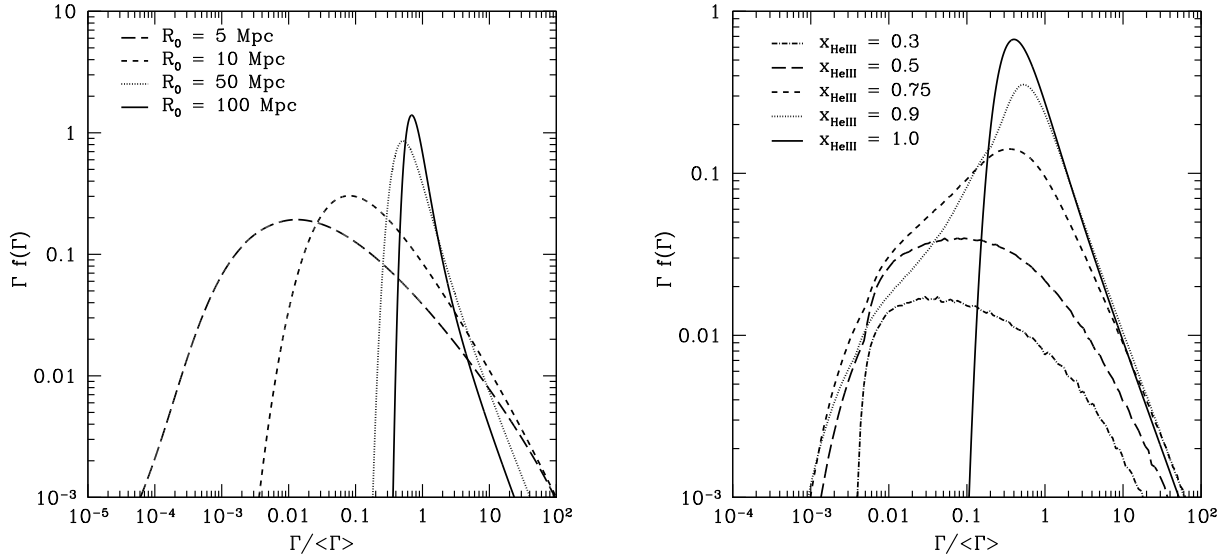 10
1
0.1
0.01
10⁻³
10⁻⁵
10⁻⁴
10⁻³
0.01
0.1
1
10
10²
Γ f(Γ)
Γ/<Γ>
R₀ = 5 Mpc
R₀ = 10 Mpc
R₀ = 50 Mpc
R₀ = 100 Mpc
1
0.1
0.01
10⁻³
10⁻⁴
10⁻³
0.01
0.1
1
10
10²
Γ f(Γ)
Γ/<Γ>
x_HeIII = 0.3
x_HeIII = 0.5
x_HeIII = 0.75
x_HeIII = 0.9
x_HeIII = 1.0